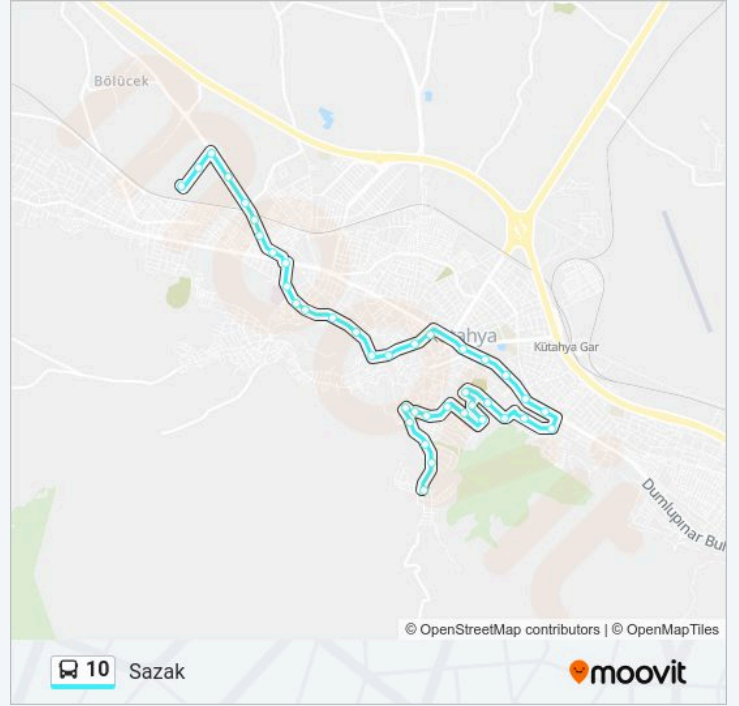 Bölücek
Kütahya
Kütahya Gar
Dumlupınar Bul
© OpenStreetMap contributors | © OpenMapTiles
10 Sazak
moovit